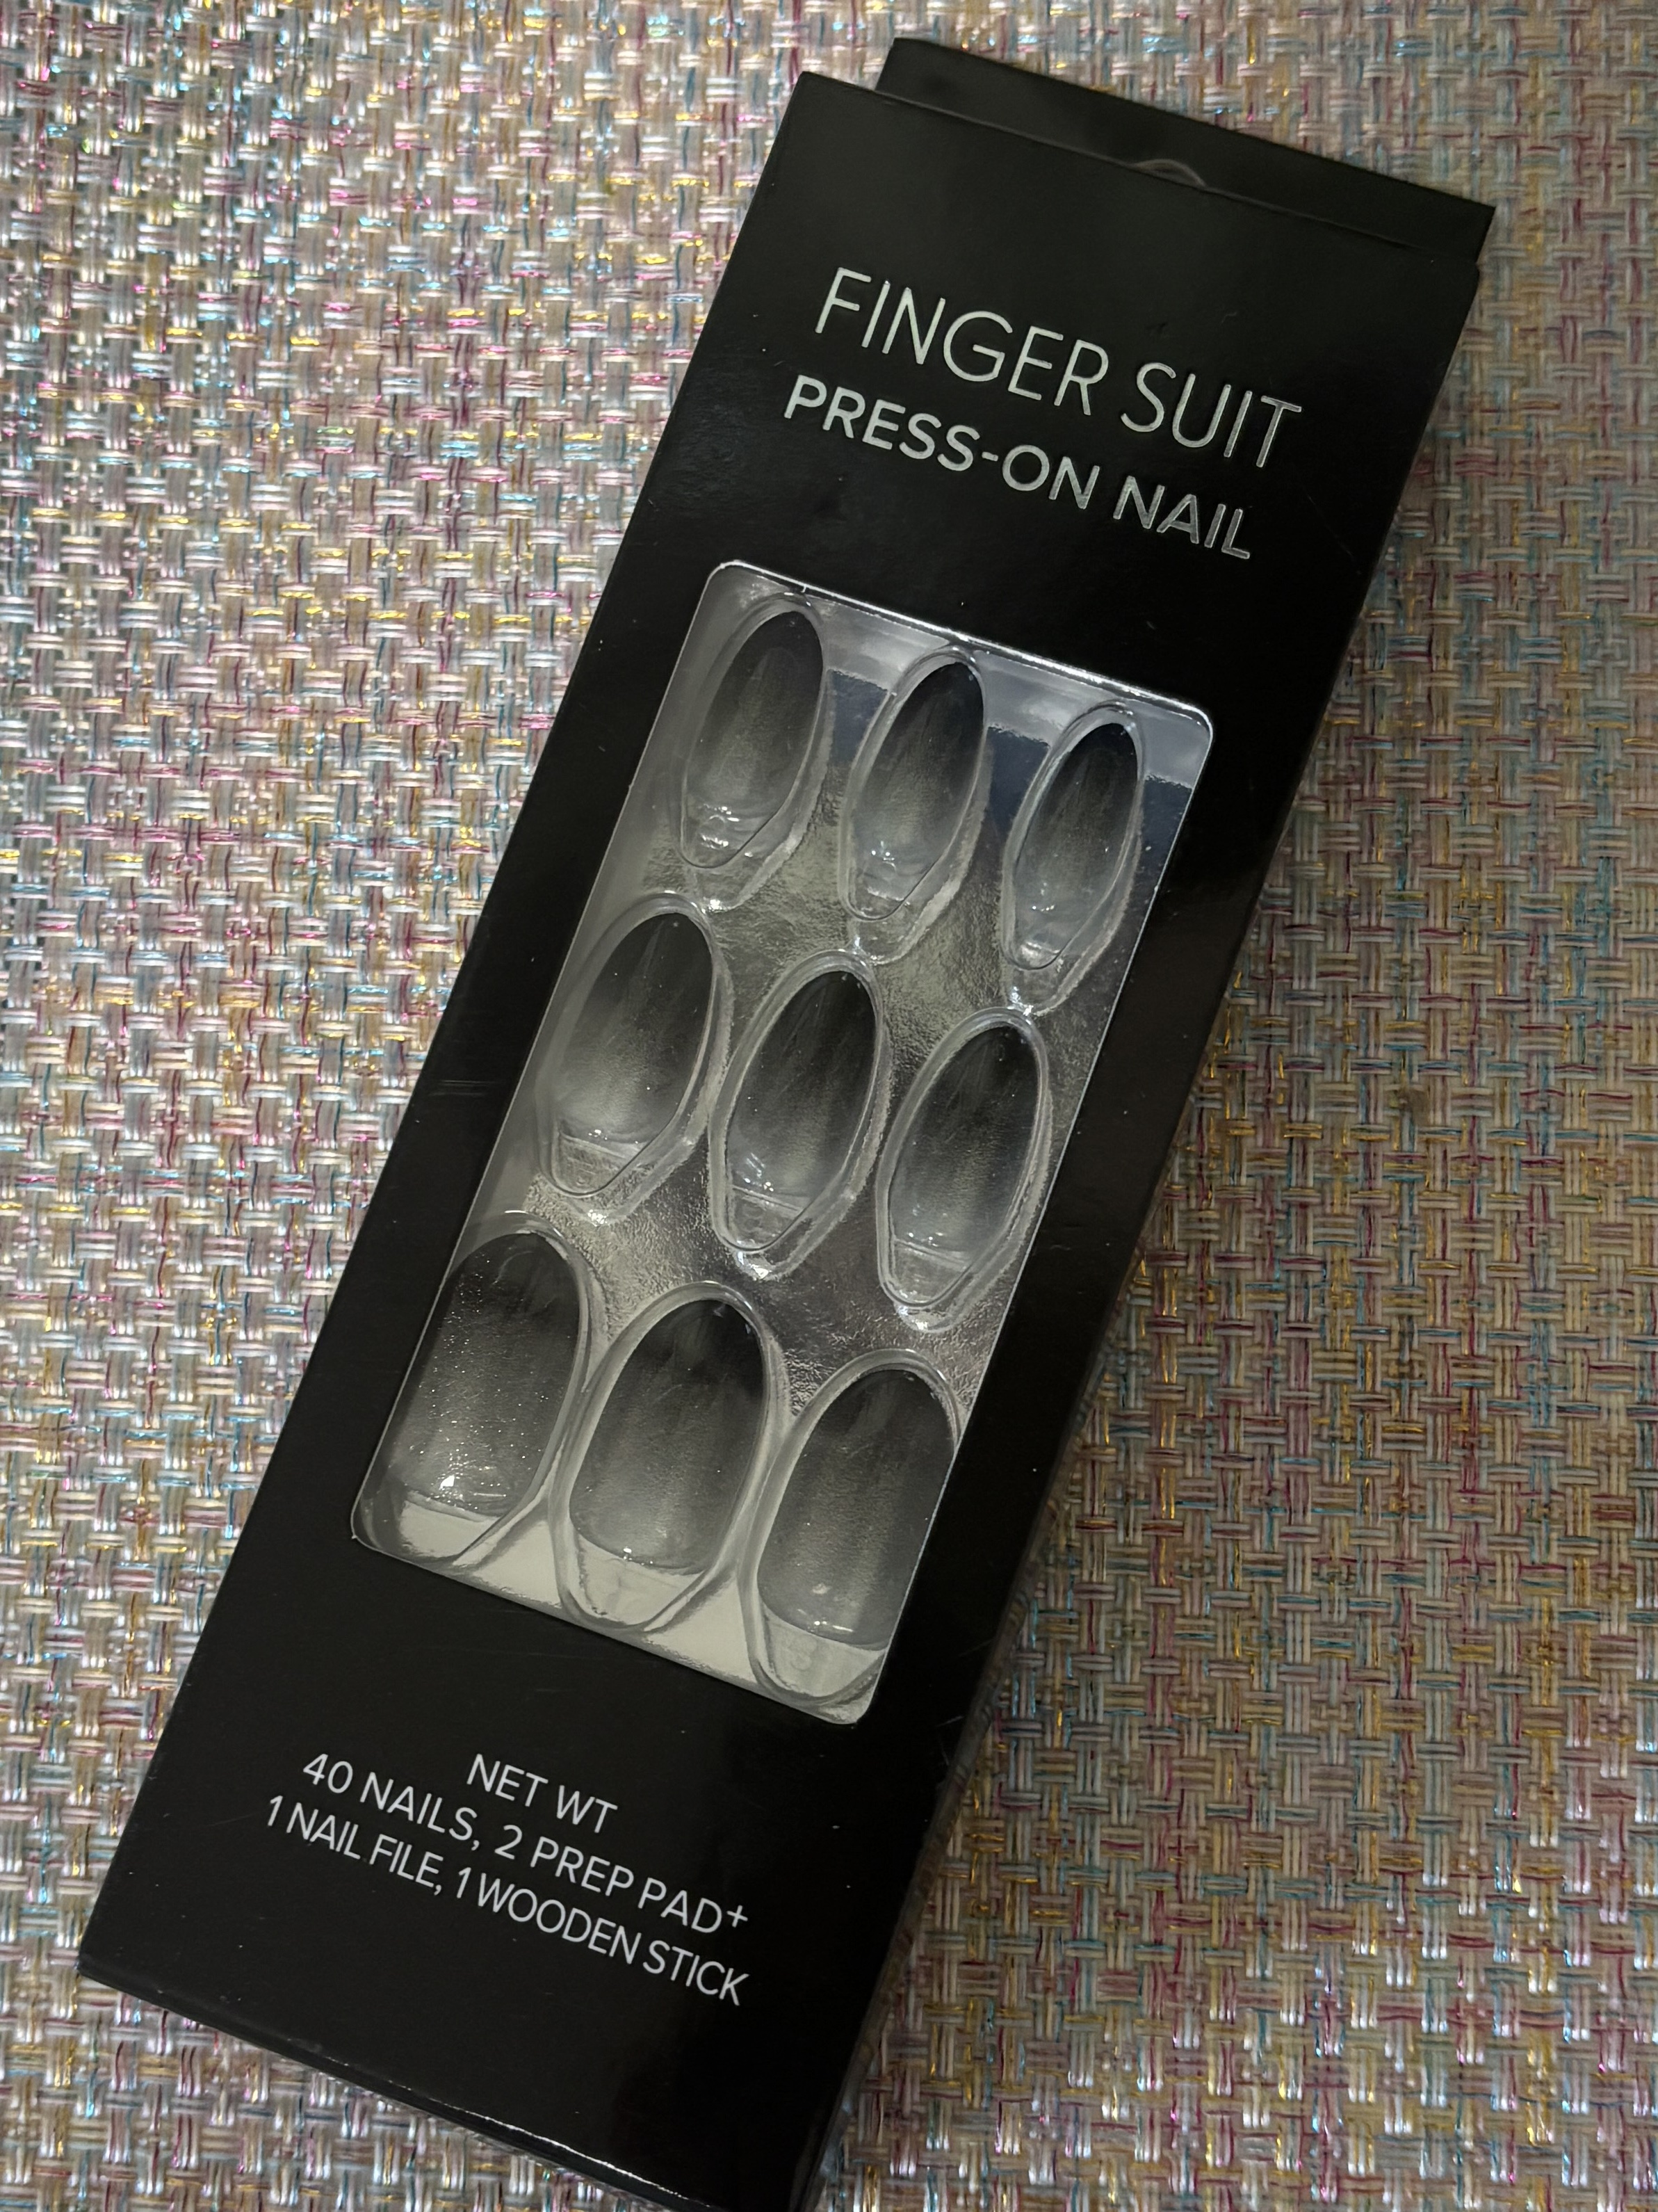 FINGER SUIT
PRESS-ON NAIL
NET WT
40 NAILS, 2 PREP PAD+
1 NAIL FILE, 1 WOODEN STICK